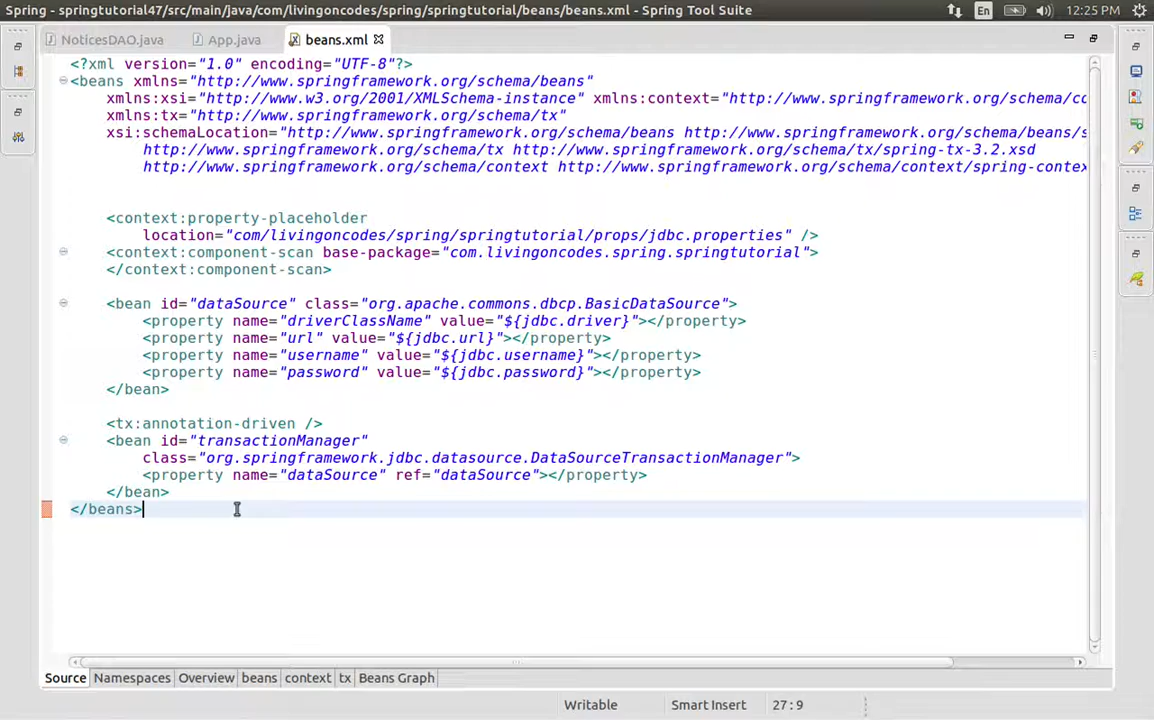 Spring - springtutorial47/src/main/java/com/livingoncodes/spring/springtutorial/beans/beans.xml - Spring Tool Suite
En
12:25 PM
NoticesDAO.java
App.java
beans.xml
<?xml version="1.0" encoding="UTF-8"?>
<beans xmlns="http://www.springframework.org/schema/beans"
xmlns:xsi="http://www.w3.org/2001/XMLSchema-instance" xmlns:context="http://www.springframework.org/schema/co
xmlns:tx="http://www.springframework.org/schema/tx"
xsi:schemaLocation="http://www.springframework.org/schema/beans http://www.springframework.org/schema/beans/s
http://www.springframework.org/schema/tx http://www.springframework.org/schema/tx/spring-tx-3.2.xsd
http://www.springframework.org/schema/context http://www.springframework.org/schema/context/spring-contex
<context:property-placeholder
location="com/livingoncodes/spring/springtutorial/props/jdbc.properties" />
<context:component-scan base-package="com.livingoncodes.spring.springtutorial">
</context:component-scan>
<bean id="dataSource" class="org.apache.commons.dbcp.BasicDataSource">
<property name="driverClassName" value="${jdbc.driver}"></property>
<property name="url" value="${jdbc.url}"></property>
<property name="username" value="${jdbc.username}"></property>
<property name="password" value="${jdbc.password}"></property>
</bean>
<tx:annotation-driven />
<bean id="transactionManager"
class="org.springframework.jdbc.datasource.DataSourceTransactionManager">
<property name="dataSource" ref="dataSource"></property>
</bean>
</beans>
Source
Namespaces
Overview
beans
context
tx
Beans Graph
Writable
Smart Insert
27:9